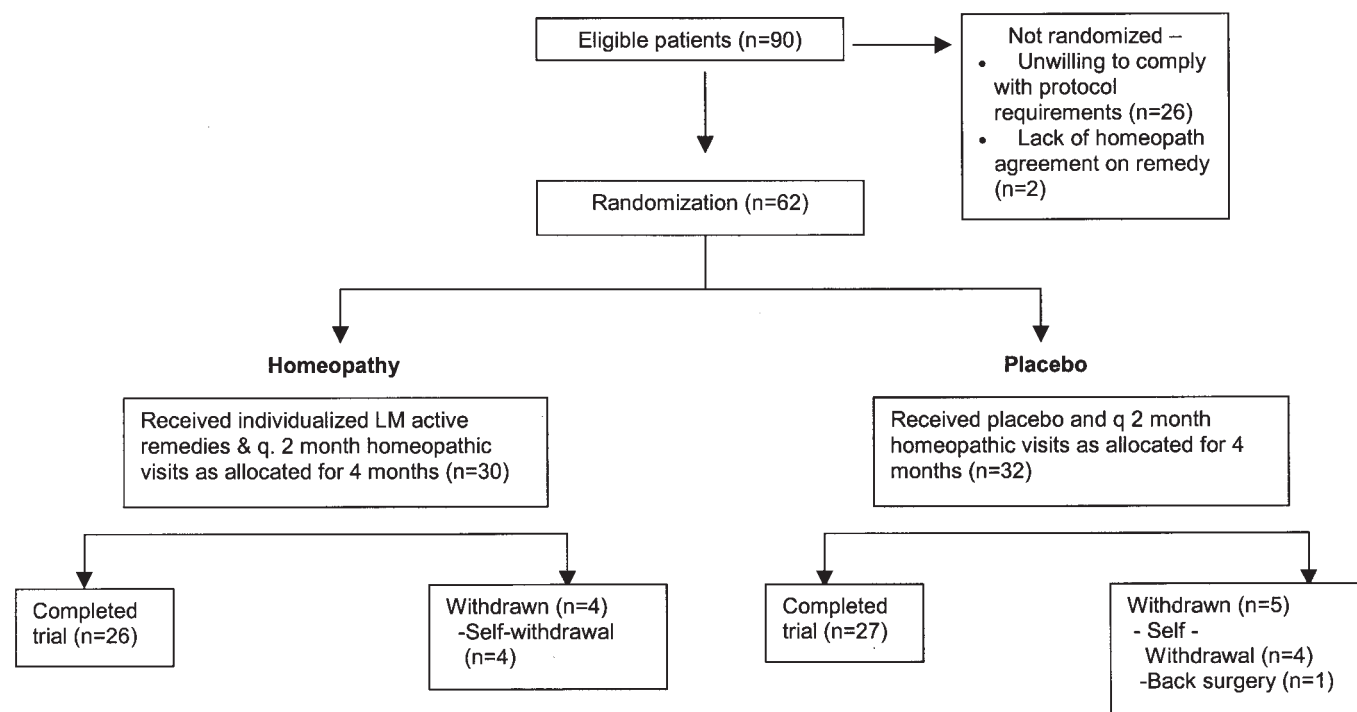 Eligible patients (n=90)
Not randomized –
• Unwilling to comply
with protocol
requirements (n=26)
• Lack of homeopath
agreement on remedy
(n=2)
Randomization (n=62)
Homeopathy
Placebo
Received individualized LM active
remedies & q. 2 month homeopathic
visits as allocated for 4 months (n=30)
Received placebo and q 2 month
homeopathic visits as allocated for 4
months (n=32)
Completed
trial (n=26)
Withdrawn (n=4)
-Self-withdrawal
(n=4)
Completed
trial (n=27)
Withdrawn (n=5)
- Self -
Withdrawal (n=4)
-Back surgery (n=1)